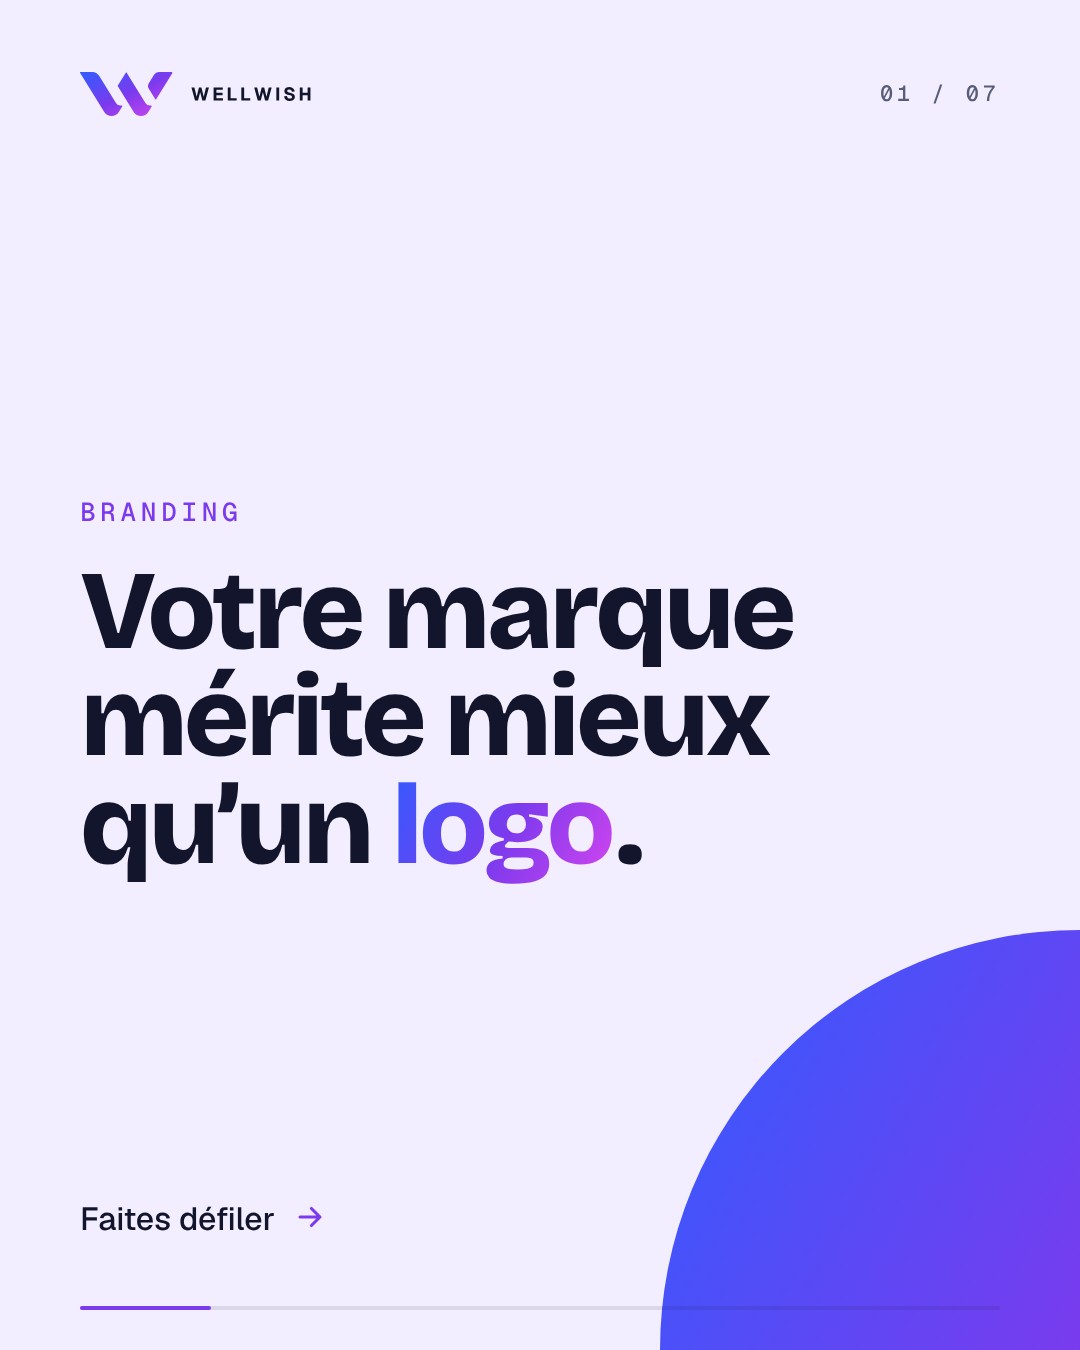 WELLWISH
01 / 07
BRANDING
Votre marque
mérite mieux
qu’un logo.
Faites défiler →